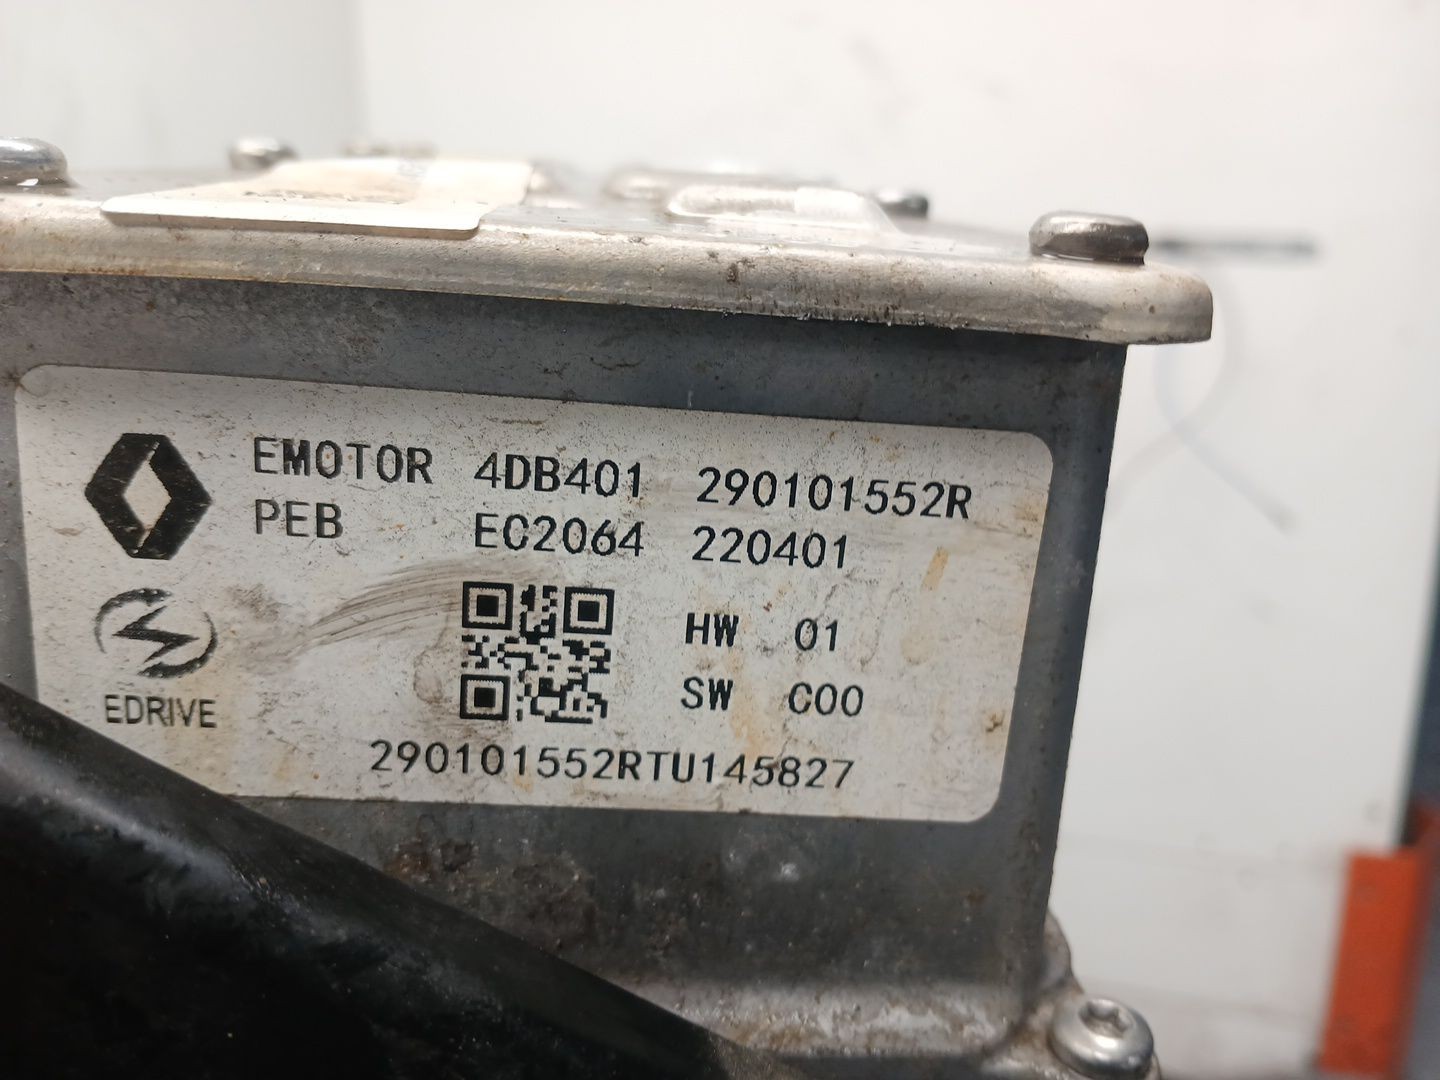 EMOTOR 4DB401 290101552R
PEB EC2064 220401
HW 01
SW C00
EDRIVE
290101552RTU145827